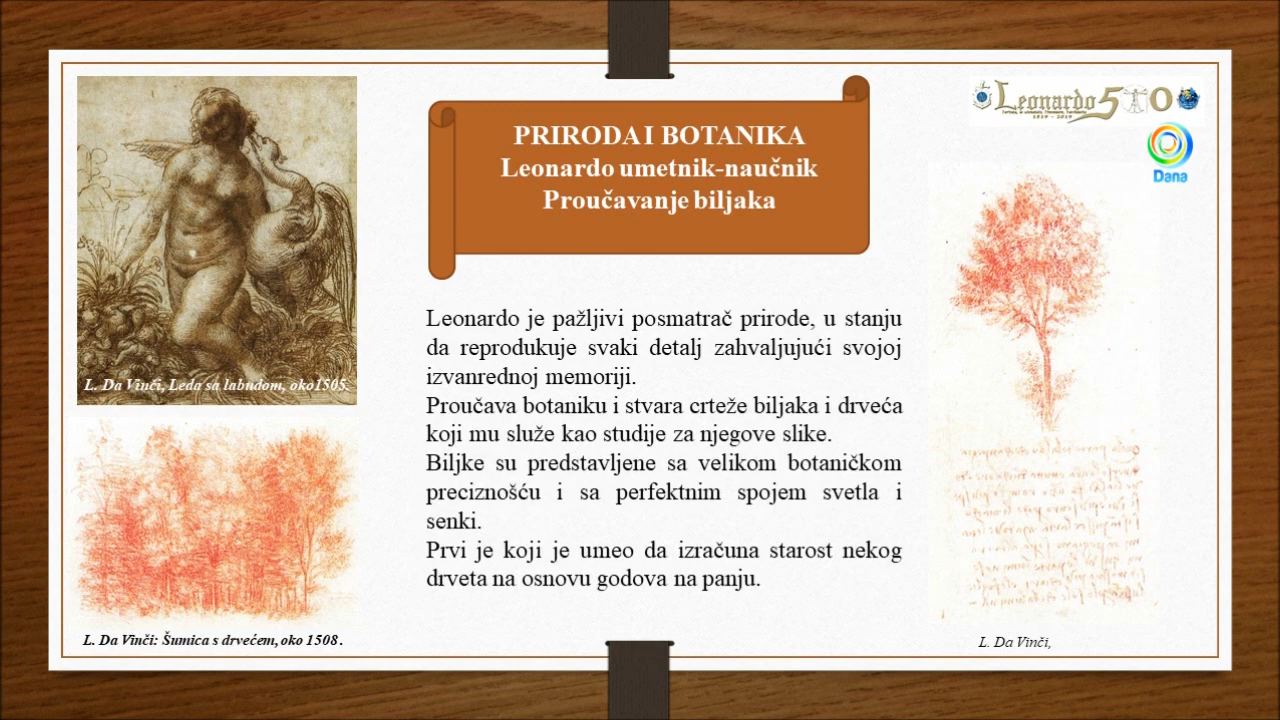 PRIRODA I BOTANIKA
Leonardo umetnik-naučnik
Proučavanje biljaka
Leonardo5 0
1519 - 2019
Dana
L. Da Vinči, Leda sa labudom, oko1505.
Leonardo je pažljivi posmatrač prirode, u stanju
da reprodukuje svaki detalj zahvaljujući svojoj
izvanrednoj memoriji.
Proučava botaniku i stvara crteže biljaka i drveća
koji mu služe kao studije za njegove slike.
Biljke su predstavljene sa velikom botaničkom
preciznošću i sa perfektnim spojem svetla i
senki.
Prvi je koji je umeo da izračuna starost nekog
drveta na osnovu godova na panju.
L. Da Vinči: Šumica s drvećem, oko 1508.
L. Da Vinči,